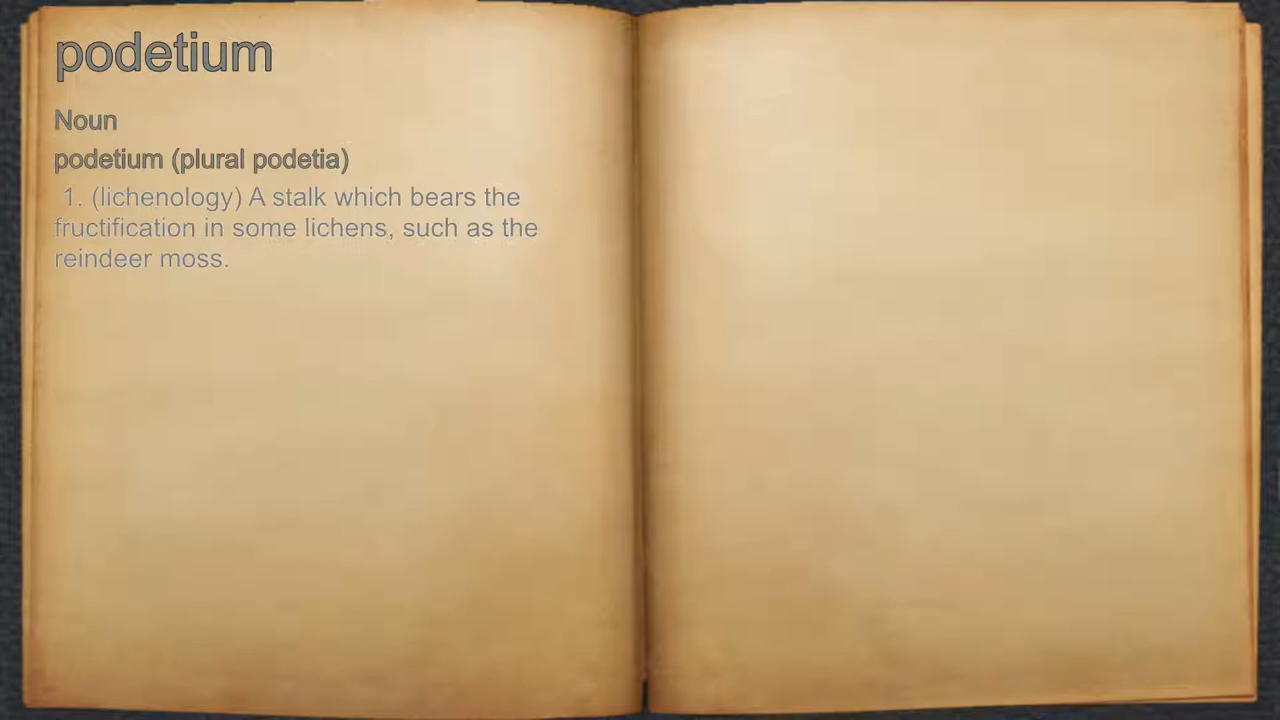 podetium
Noun
podetium (plural podetia)
1. (lichenology) A stalk which bears the
fructification in some lichens, such as the
reindeer moss.